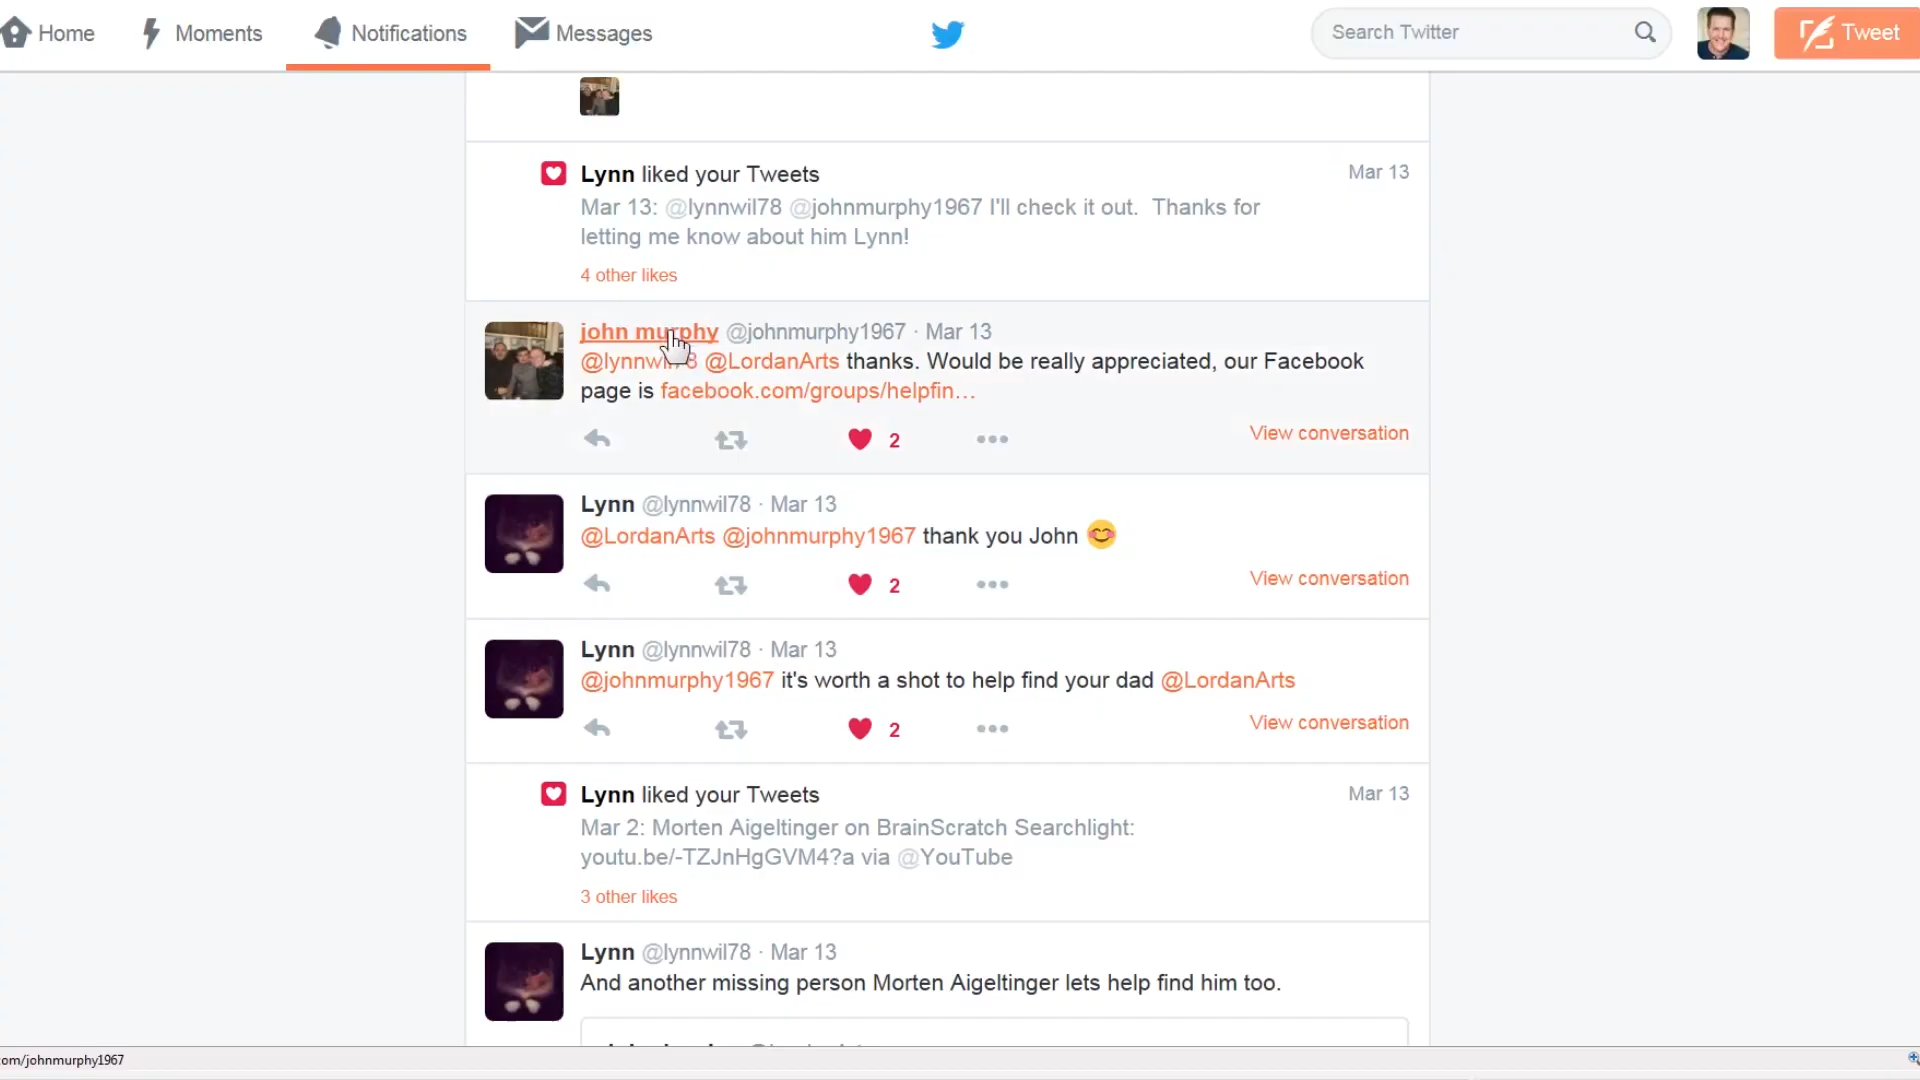 Home Moments Notifications Messages Search Twitter Tweet
Lynn liked your Tweets Mar 13
Mar 13: @lynnwil78 @johnmurphy1967 I'll check it out. Thanks for
letting me know about him Lynn!
4 other likes
john murphy @johnmurphy1967 · Mar 13
@lynnwil78 @LordanArts thanks. Would be really appreciated, our Facebook
page is facebook.com/groups/helpfin…
2 View conversation
Lynn @lynnwil78 · Mar 13
@LordanArts @johnmurphy1967 thank you John 😊
2 View conversation
Lynn @lynnwil78 · Mar 13
@johnmurphy1967 it's worth a shot to help find your dad @LordanArts
2 View conversation
Lynn liked your Tweets Mar 13
Mar 2: Morten Aigeltinger on BrainScratch Searchlight:
youtu.be/-TZJnHgGVM4?a via @YouTube
3 other likes
Lynn @lynnwil78 · Mar 13
And another missing person Morten Aigeltinger lets help find him too.
om/johnmurphy1967